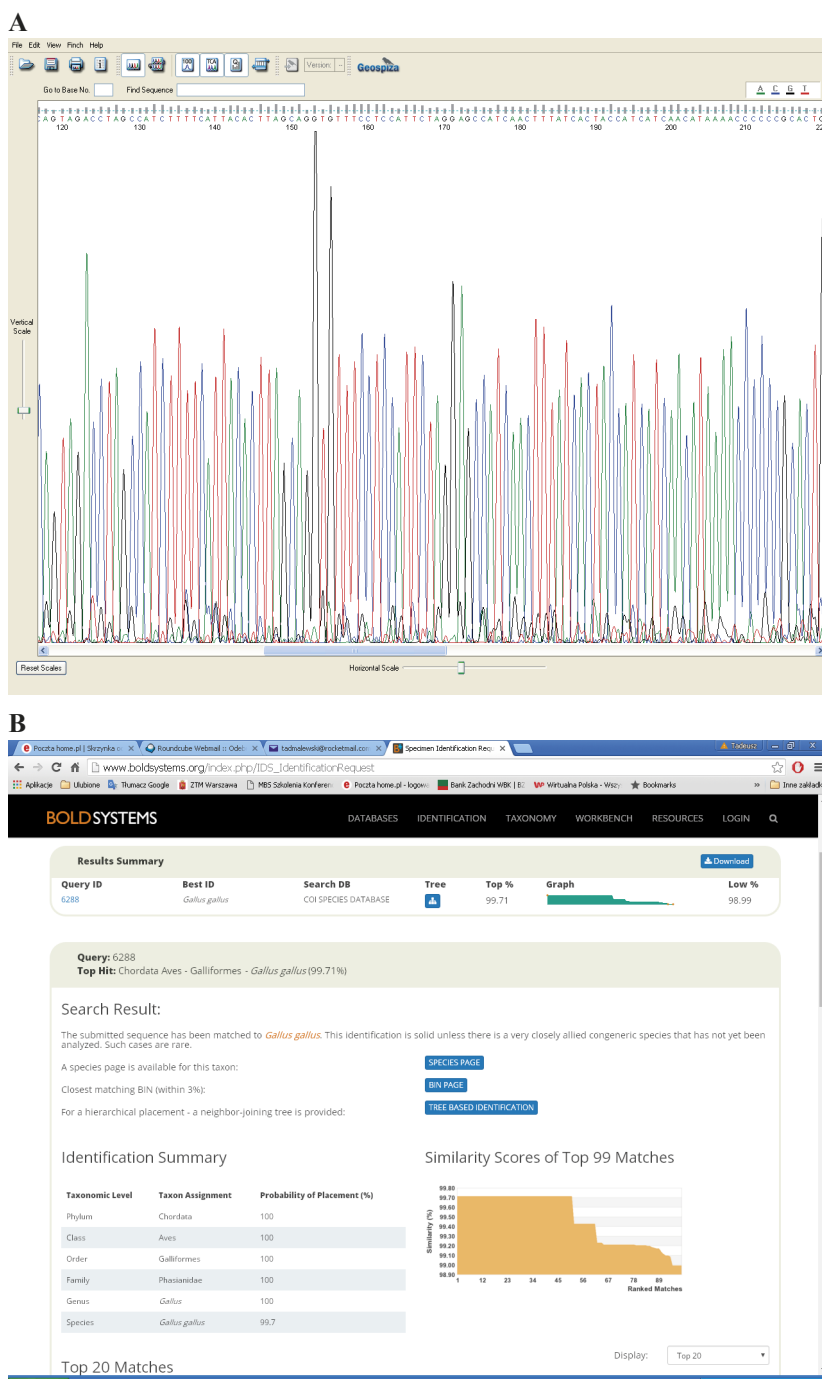 A
File Edit View Finch Help
Version: --
Geospiza
Go to Base No. Find Sequence A C G T
CAGTAGACCTAGCCATCTTTTCATTACACTTAGCAGGTGTTTCCTCCATTCTAGGAGCCATCAACTTTATCACTACCATCATCAACATAAAACCCCCCGCACTC
120 130 140 150 160 170 180 190 200 210 22
Vertical
Scale
Reset Scales Horizontal Scale
B
Poczta home.pl | Skrzynka o Roundcube Webmail :: Odeb tadmalewski@rocketmail.com Specimen Identification Requ Tadeusz
www.boldsystems.org/index.php/IDS_IdentificationRequest
Aplikacje Ulubione Tłumacz Google ZTM Warszawa MBS Szkolenia Konferen Poczta home.pl - logowa Bank Zachodni WBK | BZ Wirtualna Polska - Wszy Bookmarks » Inne zakładk
BOLDSYSTEMS DATABASES IDENTIFICATION TAXONOMY WORKBENCH RESOURCES LOGIN
Results Summary Download
Query ID Best ID Search DB Tree Top % Graph Low %
6288 Gallus gallus COI SPECIES DATABASE 99.71 98.99
Query: 6288
Top Hit: Chordata Aves - Galliformes - Gallus gallus (99.71%)
Search Result:
The submitted sequence has been matched to Gallus gallus. This identification is solid unless there is a very closely allied congeneric species that has not yet been
analyzed. Such cases are rare.
A species page is available for this taxon: SPECIES PAGE
Closest matching BIN (within 3%): BIN PAGE
For a hierarchical placement - a neighbor-joining tree is provided: TREE BASED IDENTIFICATION
Identification Summary
Taxonomic Level Taxon Assignment Probability of Placement (%)
Phylum Chordata 100
Class Aves 100
Order Galliformes 100
Family Phasianidae 100
Genus Gallus 100
Species Gallus gallus 99.7
Similarity Scores of Top 99 Matches
Similarity (%)
99.80
99.70
99.60
99.50
99.40
99.30
99.20
99.10
99.00
98.90
1 12 23 34 45 56 67 78 89
Ranked Matches
Display: Top 20
Top 20 Matches